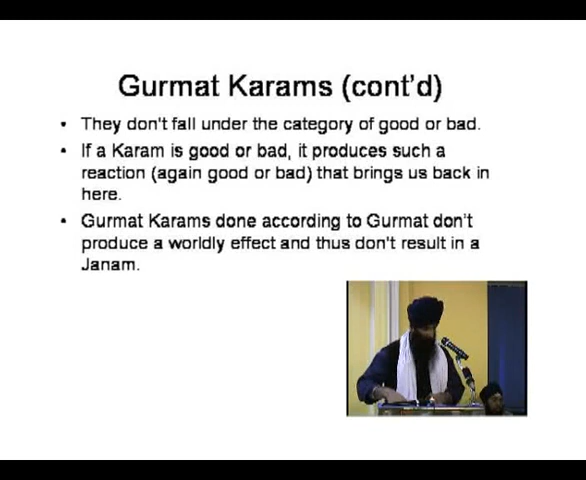 Gurmat Karams (cont'd)
• They don't fall under the category of good or bad.
• If a Karam is good or bad, it produces such a
reaction (again good or bad) that brings us back in
here.
• Gurmat Karams done according to Gurmat don't
produce a worldly effect and thus don't result in a
Janam.